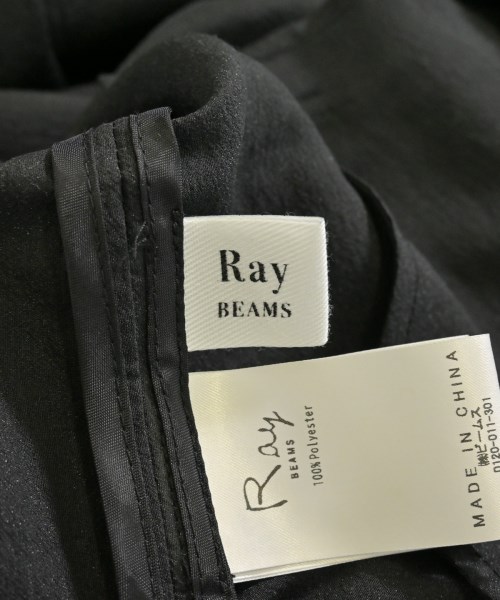 Ray
BEAMS
Ray
BEAMS
100% Polyester
MADE IN CHINA
㈱ビームス
0120-011-301